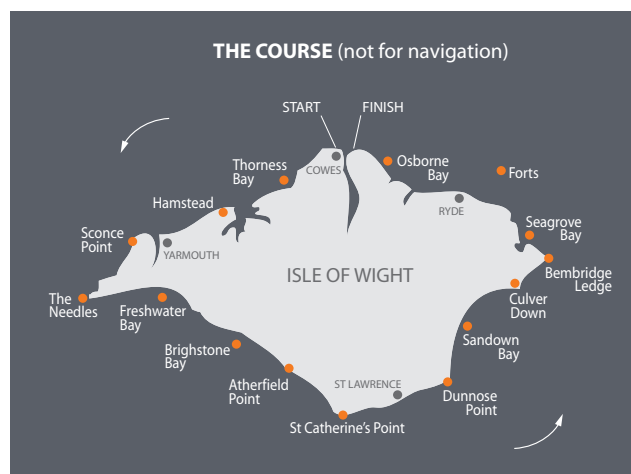 THE COURSE (not for navigation)
START
FINISH
Thorness
Bay
COWES
Osborne
Bay
Forts
Hamstead
RYDE
Sconce
Point
YARMOUTH
Seagrove
Bay
ISLE OF WIGHT
Bembridge
Ledge
The
Needles
Freshwater
Bay
Culver
Down
Sandown
Bay
Brighstone
Bay
Atherfield
Point
ST LAWRENCE
Dunnose
Point
St Catherine's Point